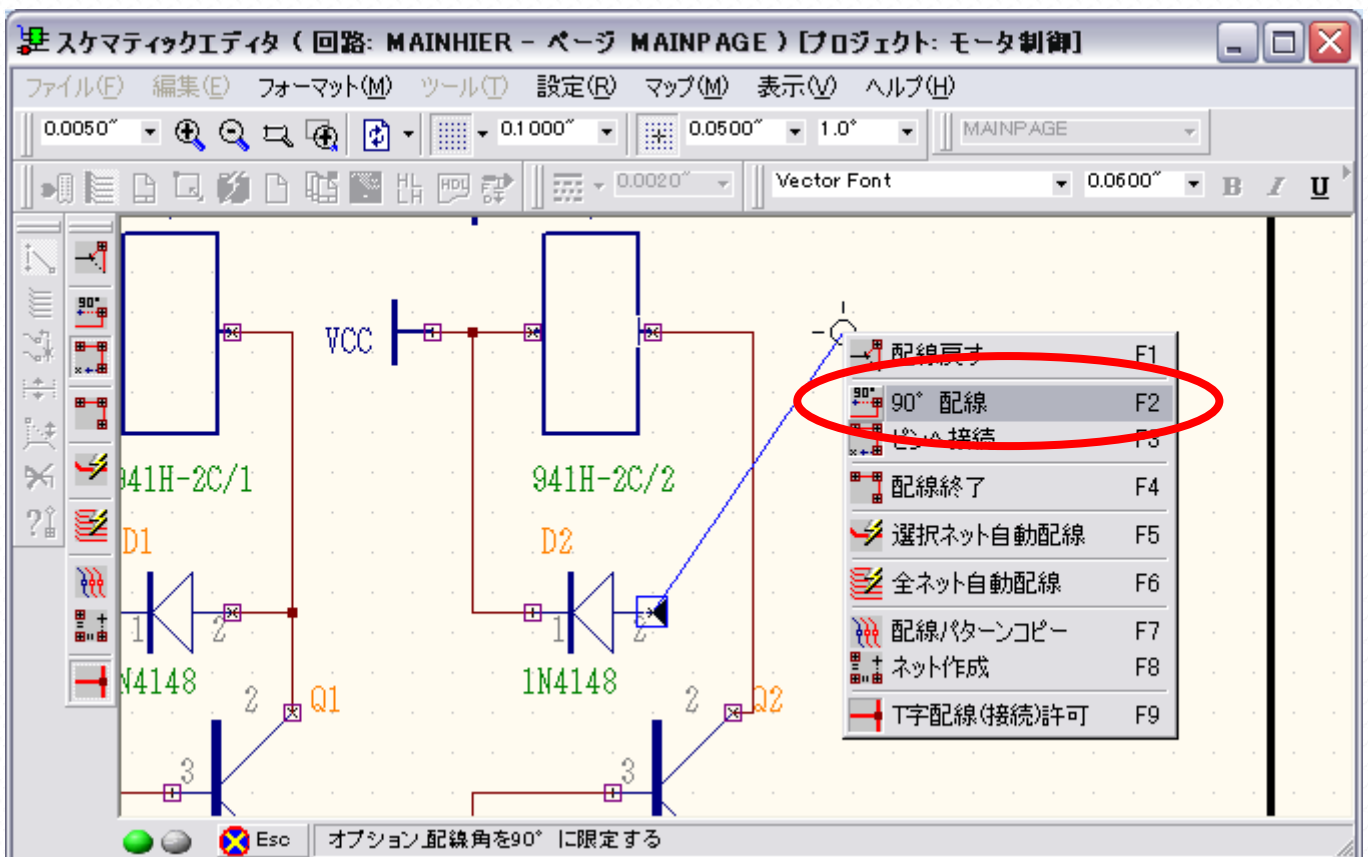 スケマティックエディタ ( 回路: MAINHIER - ページ MAINPAGE ) [プロジェクト: モータ制御]
ファイル(F) 編集(E) フォーマット(M) ツール(T) 設定(R) マップ(M) 表示(V) ヘルプ(H)
0.0050" 0.1000" 0.0500" 1.0° MAINPAGE
HL H HDL 0.0020" Vector Font 0.0600" B I U
VCC
配線戻す F1
90° 90° 配線 F2
ピンへ接続 F3
941H-2C/1 941H-2C/2
配線終了 F4
D1 D2
選択ネット自動配線 F5
全ネット自動配線 F6
1 2 1 2
配線パターンコピー F7
N4148 1N4148
ネット作成 F8
2 Q1 2 Q2
T字配線(接続)許可 F9
3 3
Esc オプション_配線角を90° に限定する